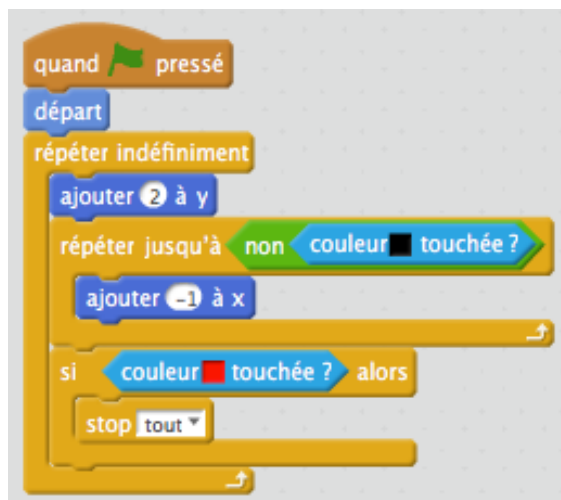 quand pressé
départ
répéter indéfiniment
ajouter 2 à y
répéter jusqu'à non couleur touchée ?
ajouter -1 à x
si couleur touchée ? alors
stop tout